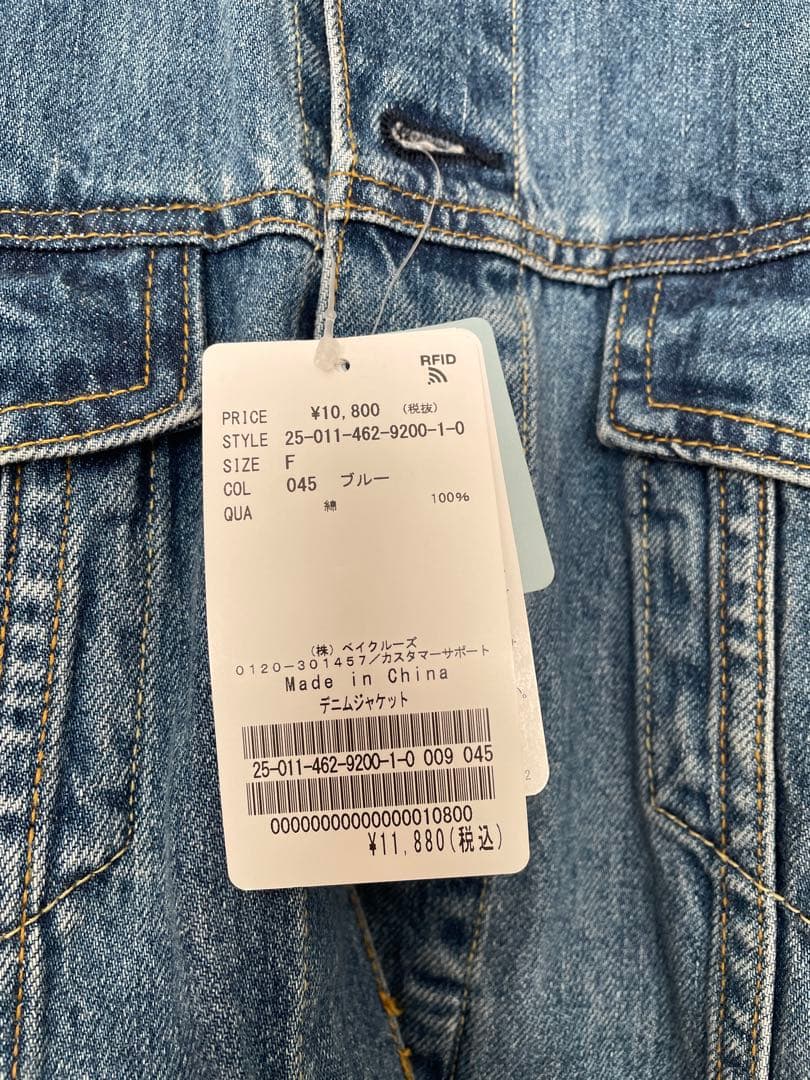 RFID
PRICE ¥10,800 (税抜)
STYLE 25-011-462-9200-1-0
SIZE F
COL 045 ブルー
QUA 綿 100%
(株) ベイクルーズ
0120-301457/カスタマーサポート
Made in China
デニムジャケット
25-011-462-9200-1-0 009 045
00000000000000010800
¥11,880(税込)
。
2